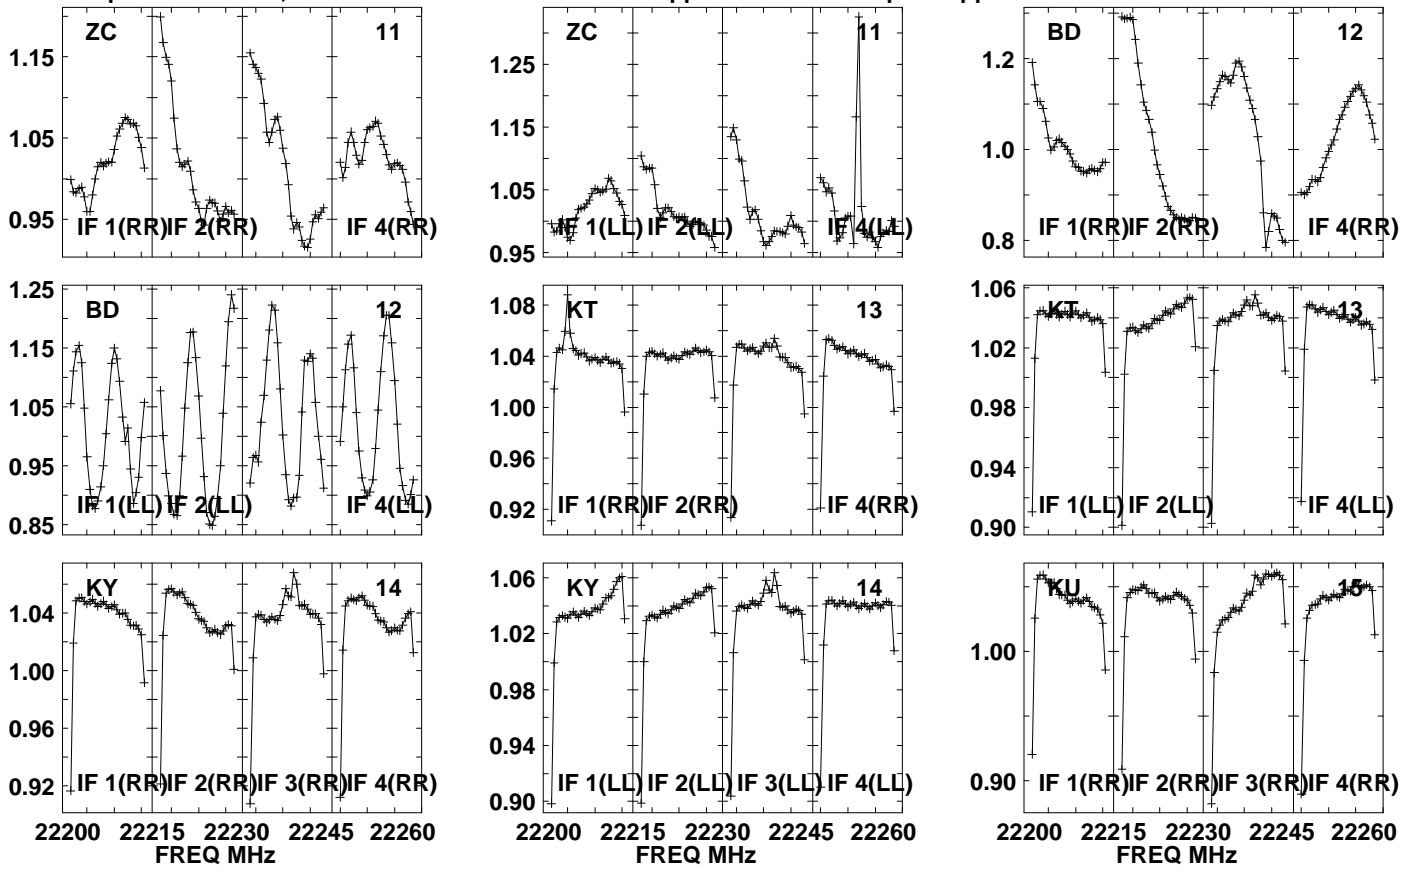 ZC 11
1.15
1.05
0.95
IF 1(RR) IF 2(RR) IF 4(RR)
ZC 11
1.25
1.15
1.05
0.95
IF 1(LL) IF 2(LL) IF 4(LL)
BD 12
1.2
1.0
0.8
IF 1(RR) IF 2(RR) IF 4(RR)
BD 12
1.25
1.15
1.05
0.95
0.85
IF 1(LL) IF 2(LL) IF 4(LL)
KT 13
1.08
1.04
1.00
0.96
0.92
IF 1(RR) IF 2(RR) IF 4(RR)
KT 13
1.06
1.02
0.98
0.94
0.90
IF 1(LL) IF 2(LL) IF 4(LL)
KY 14
1.04
1.00
0.96
0.92
IF 1(RR) IF 2(RR) IF 3(RR) IF 4(RR)
22200 22215 22230 22245 22260
FREQ MHz
KY 14
1.06
1.02
0.98
0.94
0.90
IF 1(LL) IF 2(LL) IF 3(LL) IF 4(LL)
22200 22215 22230 22245 22260
FREQ MHz
KU 15
1.00
0.90
IF 1(RR) IF 2(RR) IF 3(RR) IF 4(RR)
22200 22215 22230 22245 22260
FREQ MHz